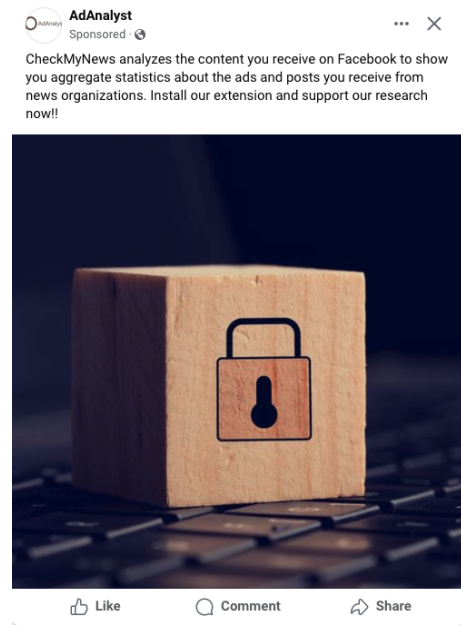 AdAnalyst
AdAnalyst
Sponsored ·
CheckMyNews analyzes the content you receive on Facebook to show
you aggregate statistics about the ads and posts you receive from
news organizations. Install our extension and support our research
now!!
Like
Comment
Share